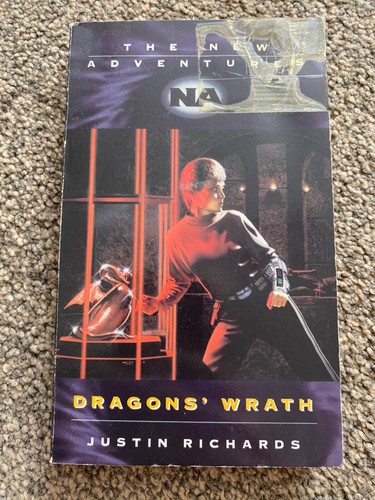 THE NEW
ADVENTURES
NA
DRAGONS' WRATH
JUSTIN RICHARDS